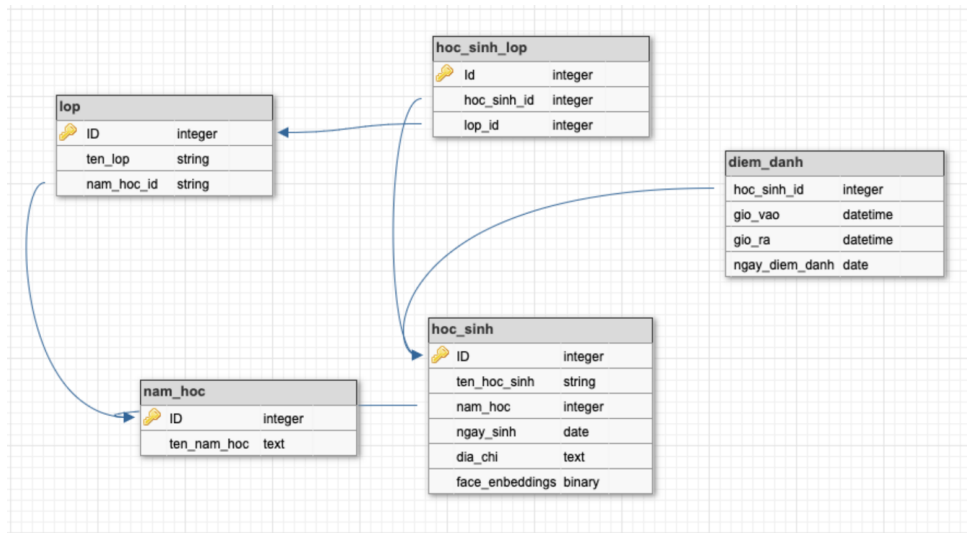 hoc_sinh_lop
Id integer
hoc_sinh_id integer
lop_id integer
lop
ID integer
ten_lop string
nam_hoc_id string
diem_danh
hoc_sinh_id integer
gio_vao datetime
gio_ra datetime
ngay_diem_danh date
hoc_sinh
ID integer
ten_hoc_sinh string
nam_hoc integer
ngay_sinh date
dia_chi text
face_enbeddings binary
nam_hoc
ID integer
ten_nam_hoc text